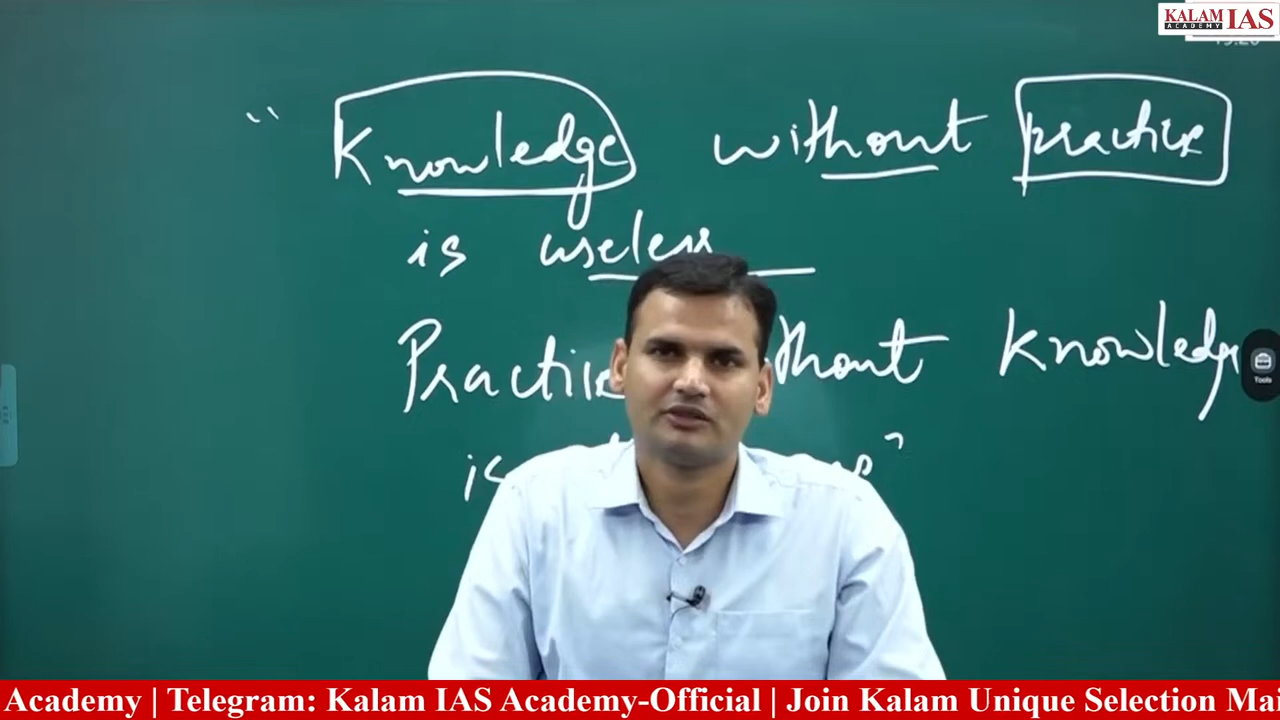 KALAM IAS
ACADEMY
" Knowledge without practice
is useless
Practice without Knowledge
is
Tools
Academy | Telegram: Kalam IAS Academy-Official | Join Kalam Unique Selection Mai